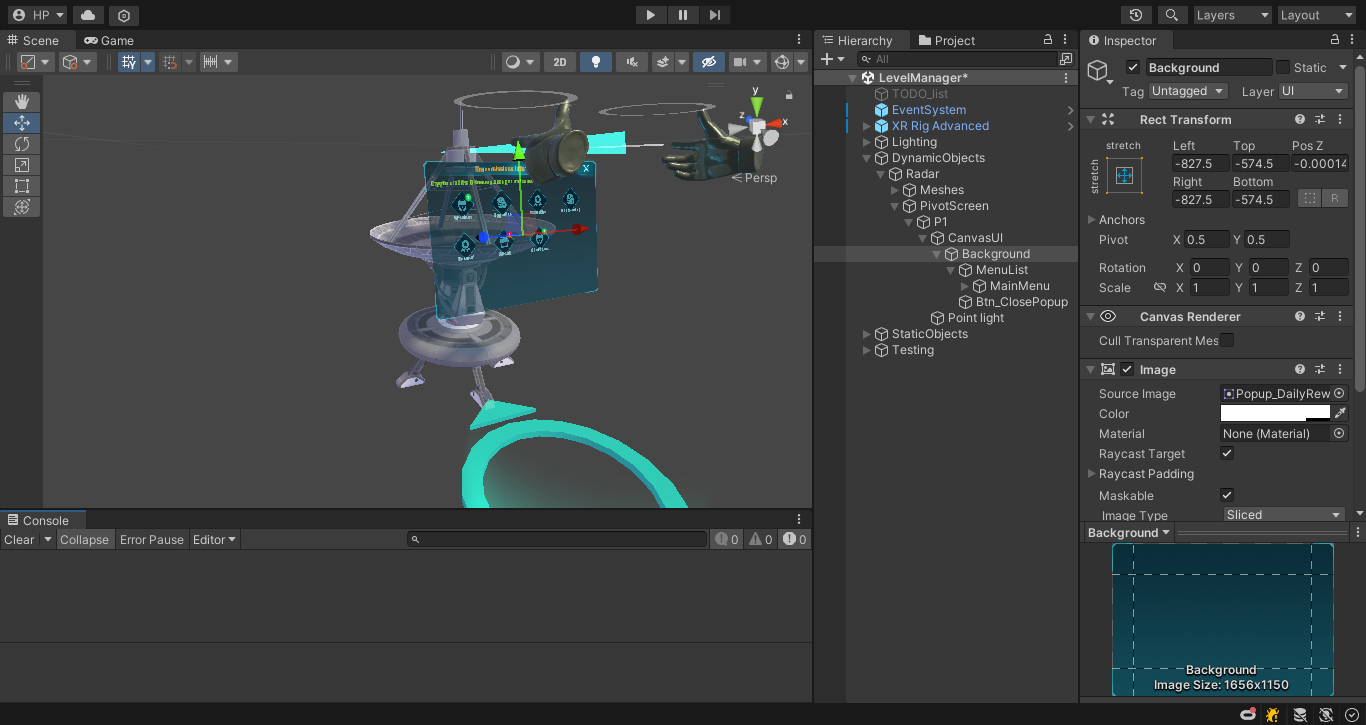 HP
Layers
Layout
Scene
Game
2D
y
x
z
Persp
X
Console
Clear
Collapse
Error Pause
Editor
0
0
0
Hierarchy
Project
All
LevelManager*
TODO_list
EventSystem
XR Rig Advanced
Lighting
DynamicObjects
Radar
Meshes
PivotScreen
P1
CanvasUI
Background
MenuList
MainMenu
Btn_ClosePopup
Point light
StaticObjects
Testing
Inspector
Background
Static
Tag Untagged Layer UI
Rect Transform
stretch
stretch
Left Top Pos Z
-827.5 -574.5 -0.00014
Right Bottom
-827.5 -574.5 R
Anchors
Pivot X 0.5 Y 0.5
Rotation X 0 Y 0 Z 0
Scale X 1 Y 1 Z 1
Canvas Renderer
Cull Transparent Mes
Image
Source Image Popup_DailyRew
Color
Material None (Material)
Raycast Target
Raycast Padding
Maskable
Image Type Sliced
Background
Background
Image Size: 1656x1150